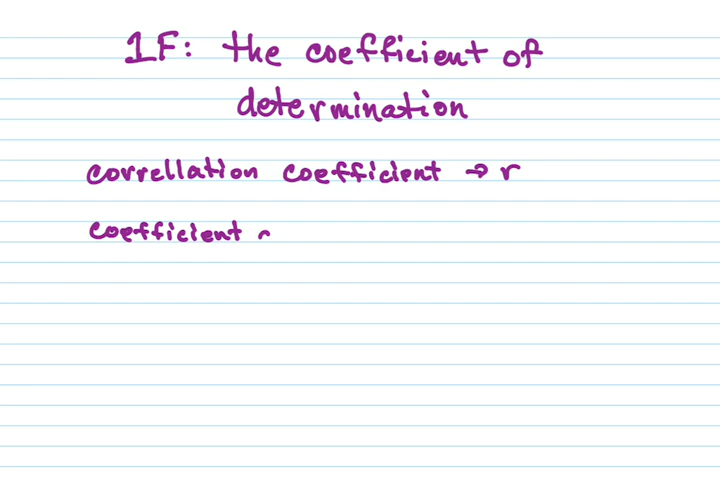 1F: the coefficient of
determination
correllation coefficient → r
coefficient